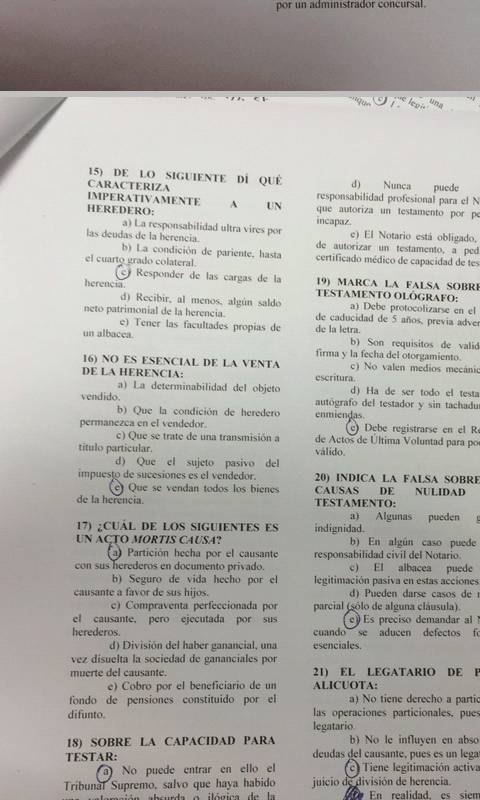 por un administrador concursal.
15) DE LO SIGUIENTE DÍ QUÉ
CARACTERIZA
IMPERATIVAMENTE A UN
HEREDERO:
a) La responsabilidad ultra vires por
las deudas de la herencia.
b) La condición de pariente, hasta
el cuarto grado colateral.
c) Responder de las cargas de la
herencia.
d) Recibir, al menos, algún saldo
neto patrimonial de la herencia.
e) Tener las facultades propias de
un albacea.
16) NO ES ESENCIAL DE LA VENTA
DE LA HERENCIA:
a) La determinabilidad del objeto
vendido.
b) Que la condición de heredero
permanezca en el vendedor.
c) Que se trate de una transmisión a
título particular.
d) Que el sujeto pasivo del
impuesto de sucesiones es el vendedor.
e) Que se vendan todos los bienes
de la herencia.
17) ¿CUÁL DE LOS SIGUIENTES ES
UN ACTO MORTIS CAUSA?
a) Partición hecha por el causante
con sus herederos en documento privado.
b) Seguro de vida hecho por el
causante a favor de sus hijos.
c) Compraventa perfeccionada por
el causante, pero ejecutada por sus
herederos.
d) División del haber ganancial, una
vez disuelta la sociedad de gananciales por
muerte del causante.
e) Cobro por el beneficiario de un
fondo de pensiones constituido por el
difunto.
18) SOBRE LA CAPACIDAD PARA
TESTAR:
a) No puede entrar en ello el
Tribunal Supremo, salvo que haya habido
una valoración absurda o ilógica de la
una
d) Nunca puede
responsabilidad profesional para el N
que autoriza un testamento por pe
incapaz.
e) El Notario está obligado,
de autorizar un testamento, a ped
certificado médico de capacidad de tes
19) MARCA LA FALSA SOBRE
TESTAMENTO OLÓGRAFO:
a) Debe protocolizarse en el
de caducidad de 5 años, previa adver
de la letra.
b) Son requisitos de valid
firma y la fecha del otorgamiento.
c) No valen medios mecánic
escritura.
d) Ha de ser todo el testa
autógrafo del testador y sin tachadu
enmiendas.
e) Debe registrarse en el Re
de Actos de Última Voluntad para po
válido.
20) INDICA LA FALSA SOBRE
CAUSAS DE NULIDAD
TESTAMENTO:
a) Algunas pueden g
indignidad.
b) En algún caso puede
responsabilidad civil del Notario.
c) El albacea puede
legitimación pasiva en estas acciones
d) Pueden darse casos de n
parcial (sólo de alguna cláusula).
e) Es preciso demandar al N
cuando se aducen defectos fo
esenciales.
21) EL LEGATARIO DE P
ALICUOTA:
a) No tiene derecho a partic
las operaciones particionales, pues
legatario.
b) No le influyen en abso
deudas del causante, pues es un legat
c) Tiene legitimación activa
juicio de división de herencia.
En realidad, es siem